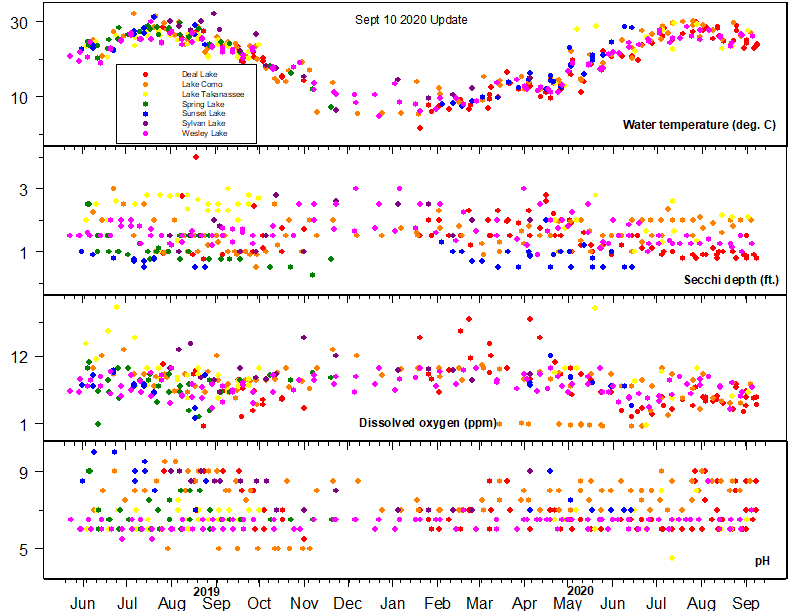 Sept 10 2020 Update
30
10
Deal Lake
Lake Como
Lake Takanassee
Spring Lake
Sunset Lake
Sylvan Lake
Wesley Lake
Water temperature (deg. C)
3
1
Secchi depth (ft.)
12
1
Dissolved oxygen (ppm)
9
5
pH
2019 2020
Jun Jul Aug Sep Oct Nov Dec Jan Feb Mar Apr May Jun Jul Aug Sep